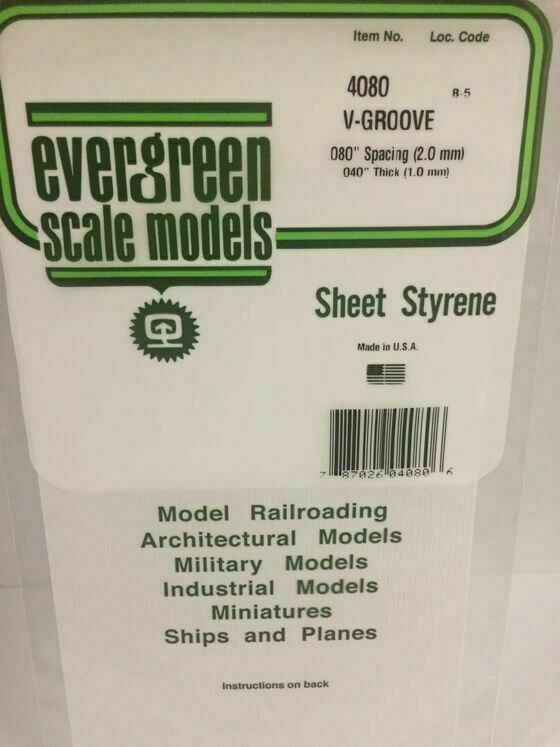 Item No. Loc. Code
4080 B-5
V-GROOVE
.080" Spacing (2.0 mm)
.040" Thick (1.0 mm)
evergreen
scale models
Sheet Styrene
Made in U.S.A.
7 87026 04080 6
Model Railroading
Architectural Models
Military Models
Industrial Models
Miniatures
Ships and Planes
Instructions on back